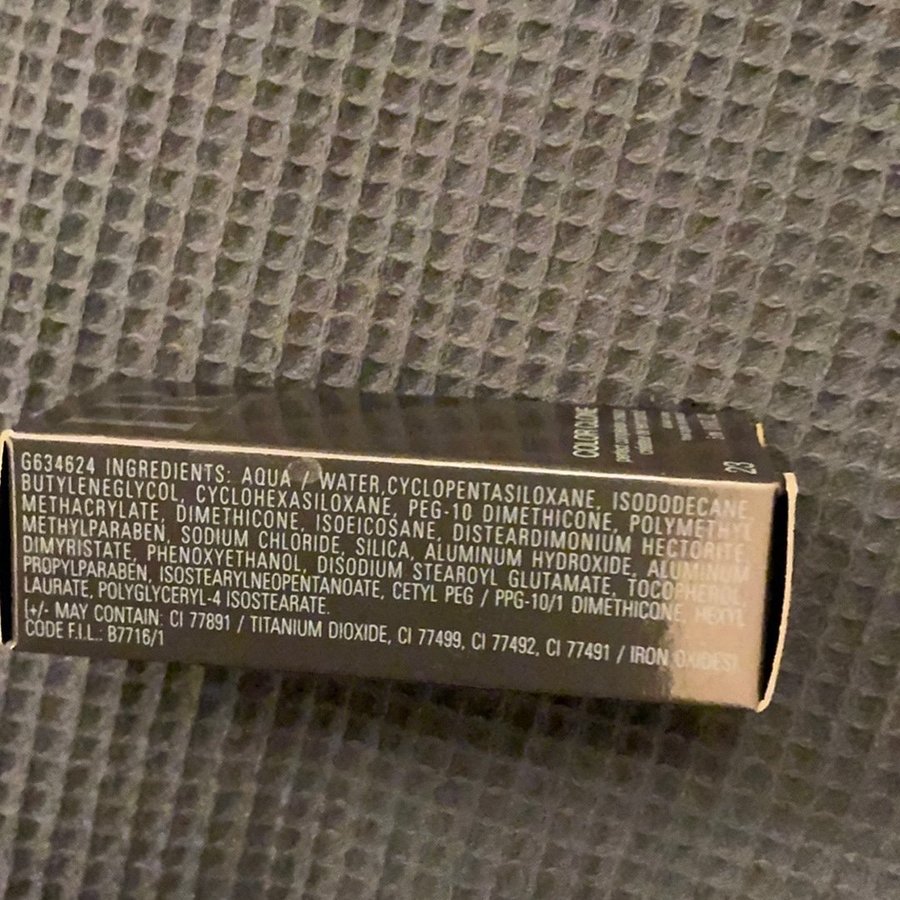 COLOR CLONE
23
G634624 INGREDIENTS: AQUA / WATER, CYCLOPENTASILOXANE, ISODODECANE,
BUTYLENEGLYCOL, CYCLOHEXASILOXANE, PEG-10 DIMETHICONE, POLYMETHYL
METHACRYLATE, DIMETHICONE, ISOEICOSANE, DISTEARDIMONIUM HECTORITE,
METHYLPARABEN, SODIUM CHLORIDE, SILICA, ALUMINUM HYDROXIDE, ALUMINUM
DIMYRISTATE, PHENOXYETHANOL, DISODIUM STEAROYL GLUTAMATE, TOCOPHEROL,
PROPYLPARABEN, ISOSTEARYLNEOPENTANOATE, CETYL PEG / PPG-10/1 DIMETHICONE, HEXYL
LAURATE, POLYGLYCERYL-4 ISOSTEARATE.
[+/- MAY CONTAIN: CI 77891 / TITANIUM DIOXIDE, CI 77499, CI 77492, CI 77491 / IRON OXIDES].
CODE F.I.L.: B7716/1